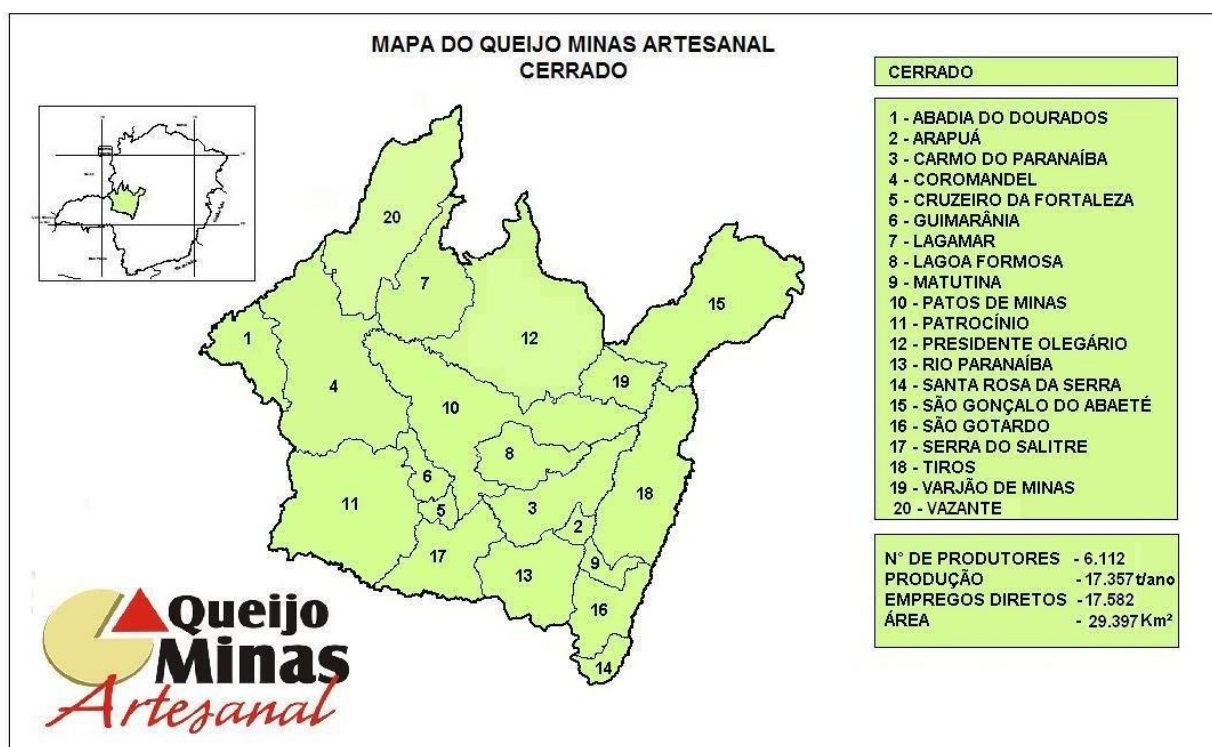 MAPA DO QUEIJO MINAS ARTESANAL
CERRADO
CERRADO
1 - ABADIA DO DOURADOS
2 - ARAPUÁ
3 - CARMO DO PARANAÍBA
4 - COROMANDEL
5 - CRUZEIRO DA FORTALEZA
6 - GUIMARÂNIA
7 - LAGAMAR
8 - LAGOA FORMOSA
9 - MATUTINA
10 - PATOS DE MINAS
11 - PATROCÍNIO
12 - PRESIDENTE OLEGÁRIO
13 - RIO PARANAÍBA
14 - SANTA ROSA DA SERRA
15 - SÃO GONÇALO DO ABAETÉ
16 - SÃO GOTARDO
17 - SERRA DO SALITRE
18 - TIROS
19 - VARJÃO DE MINAS
20 - VAZANTE
N° DE PRODUTORES - 6.112
PRODUÇÃO - 17.357 t/ano
EMPREGOS DIRETOS - 17.582
ÁREA - 29.397 Km²
20
7
15
12
1
19
4
10
8
6
18
11
5
3
2
17
9
13
16
14
Queijo
Minas
Artesanal